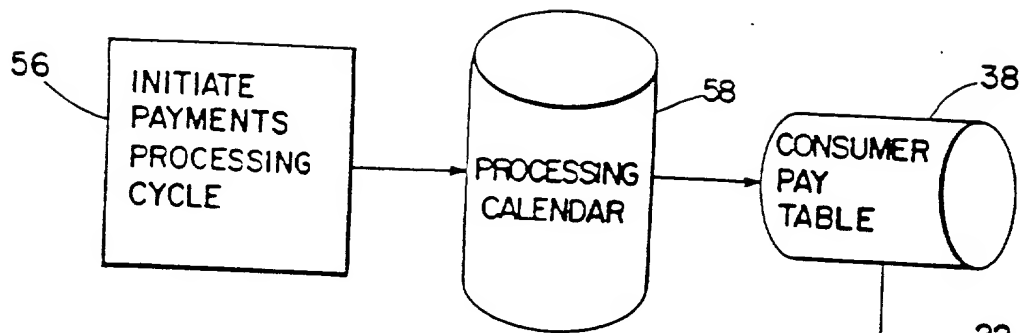 56
INITIATE
PAYMENTS
PROCESSING
CYCLE
58
PROCESSING
CALENDAR
38
CONSUMER
PAY
TABLE